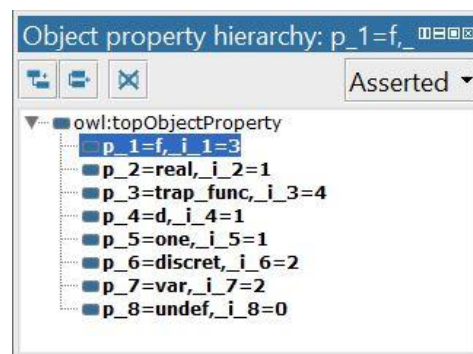 Object property hierarchy: p_1=f,_
Asserted
owl:topObjectProperty
p_1=f,_i_1=3
p_2=real,_i_2=1
p_3=trap_func,_i_3=4
p_4=d,_i_4=1
p_5=one,_i_5=1
p_6=discret,_i_6=2
p_7=var,_i_7=2
p_8=undef,_i_8=0